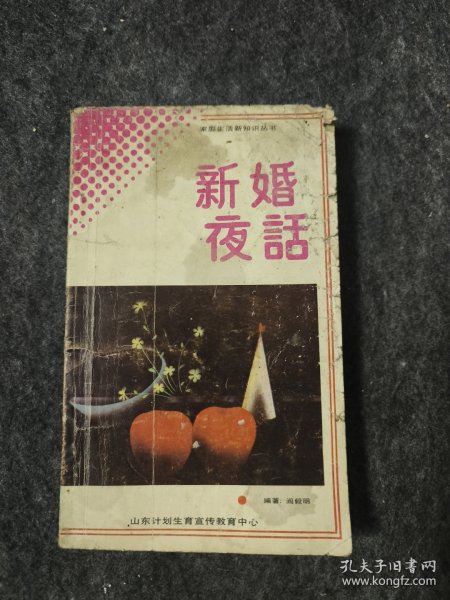 家庭生活新知识丛书
新婚
夜話
编著:阎毅明
山东计划生育宣传教育中心
孔夫子旧书网
www.kongfz.com